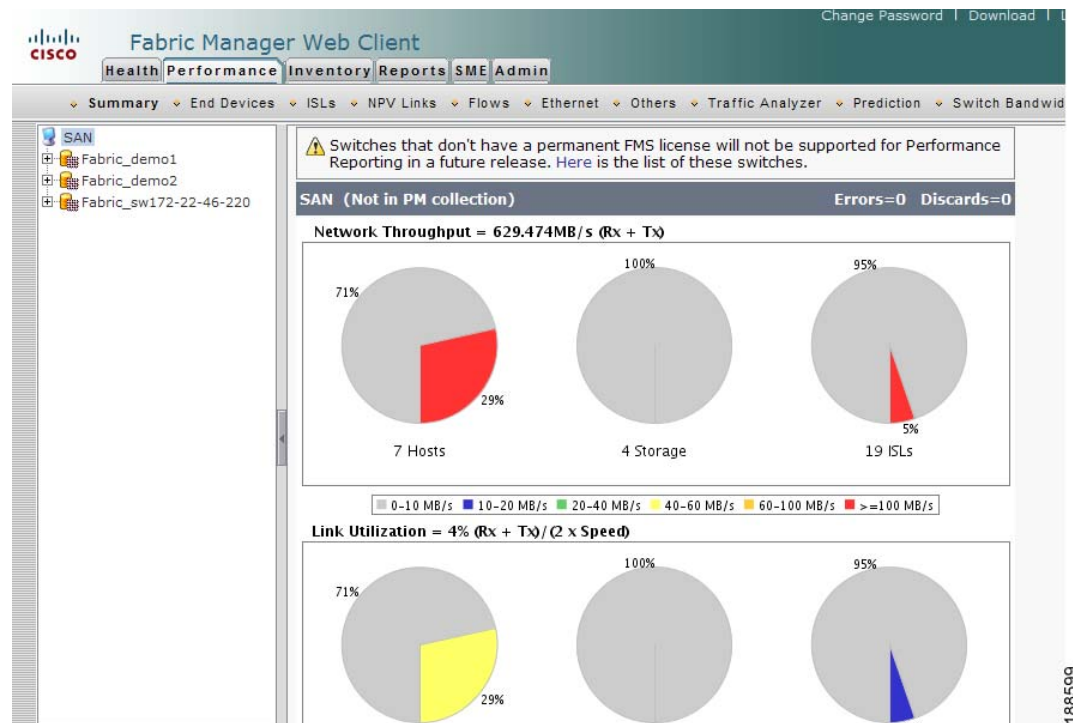 Change Password | Download |
CISCO
Fabric Manager Web Client
Health Performance Inventory Reports SME Admin
Summary End Devices ISLs NPV Links Flows Ethernet Others Traffic Analyzer Prediction Switch
SAN
Fabric_demo1
Fabric_demo2
Fabric_sw172-22-46-220
Switches that don't have a permanent FMS license will not be supported for Performance
Reporting in a future release. Here is the list of these switches.
SAN (Not in PM collection) Errors=0 Discards=0
Network Throughput = 629.474MB/s (Rx + Tx)
71% 100% 95%
29% 5%
7 Hosts 4 Storage 19 ISLs
0-10 MB/s 10-20 MB/s 20-40 MB/s 40-60 MB/s 60-100 MB/s >=100 MB/s
Link Utilization = 4% (Rx + Tx)/(2 x Speed)
71% 100% 95%
29%
188599